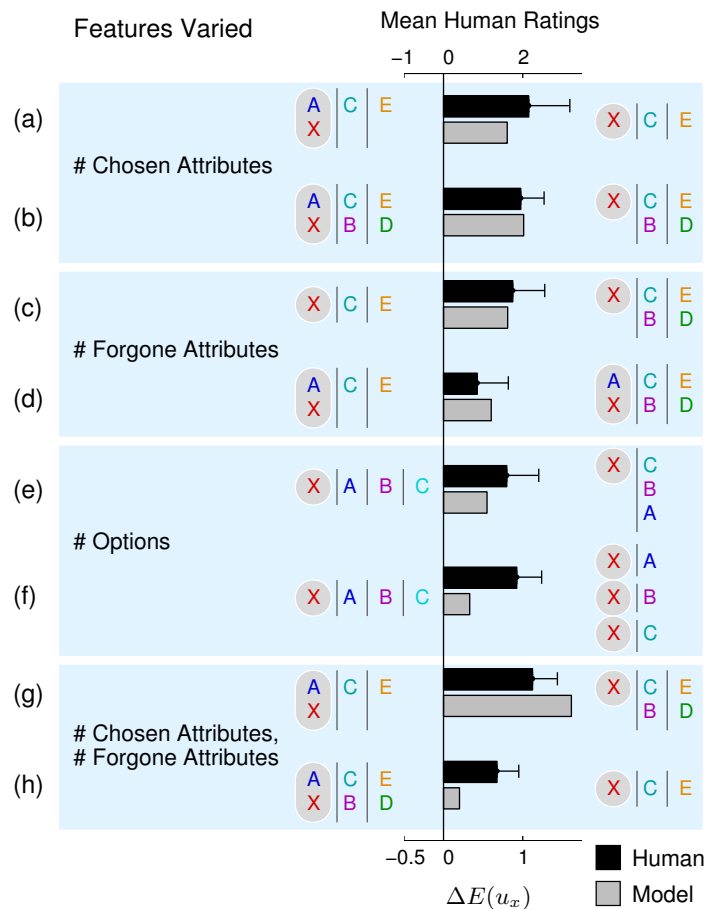 Features Varied
Mean Human Ratings
−1 0 2
(a)
A C E
X
X C E
# Chosen Attributes
(b)
A C E
X B D
X C E
B D
(c)
X C E
X C E
B D
# Forgone Attributes
(d)
A C E
X
A C E
X B D
(e)
X A B C
X C
B
A
# Options
(f)
X A B C
X A
X B
X C
(g)
A C E
X
X C E
B D
# Chosen Attributes,
# Forgone Attributes
(h)
A C E
X B D
X C E
-0.5 0 1
ΔE(uₓ)
Human
Model